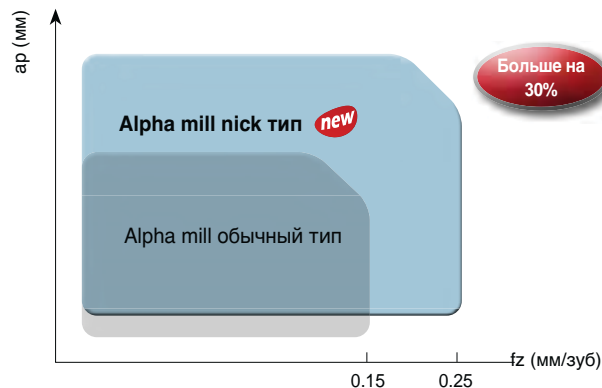 ap (мм)
Больше на
30%
Alpha mill nick тип new
Alpha mill обычный тип
fz (мм/зуб)
0.15 0.25